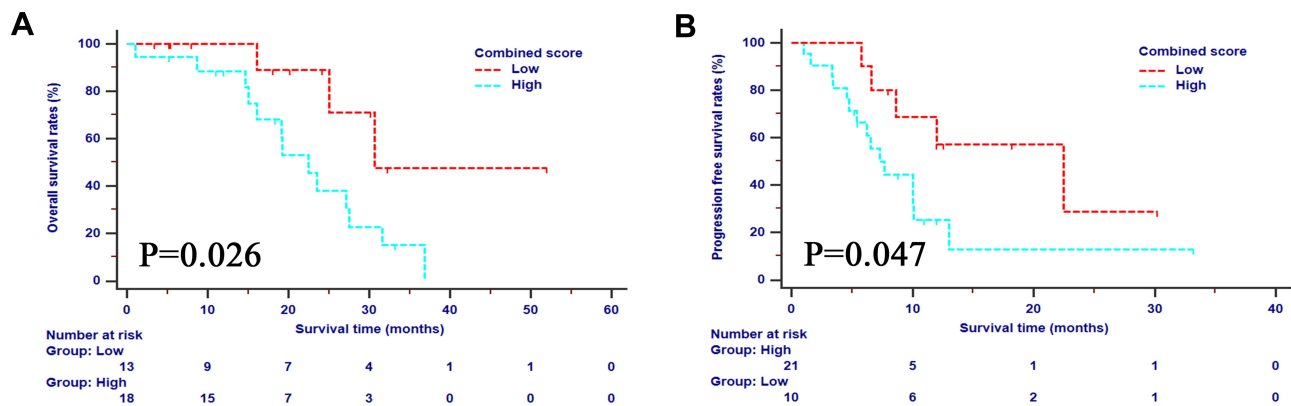 A
Overall survival rates (%)
100
80
60
40
20
0
Combined score
Low
High
P=0.026
0 10 20 30 40 50 60
Survival time (months)
Number at risk
Group: Low
13 9 7 4 1 1 0
Group: High
18 15 7 3 0 0 0
B
Progression free survival rates (%)
100
80
60
40
20
0
Combined score
Low
High
P=0.047
0 10 20 30 40
Survival time (months)
Number at risk
Group: High
21 5 1 1 0
Group: Low
10 6 2 1 0